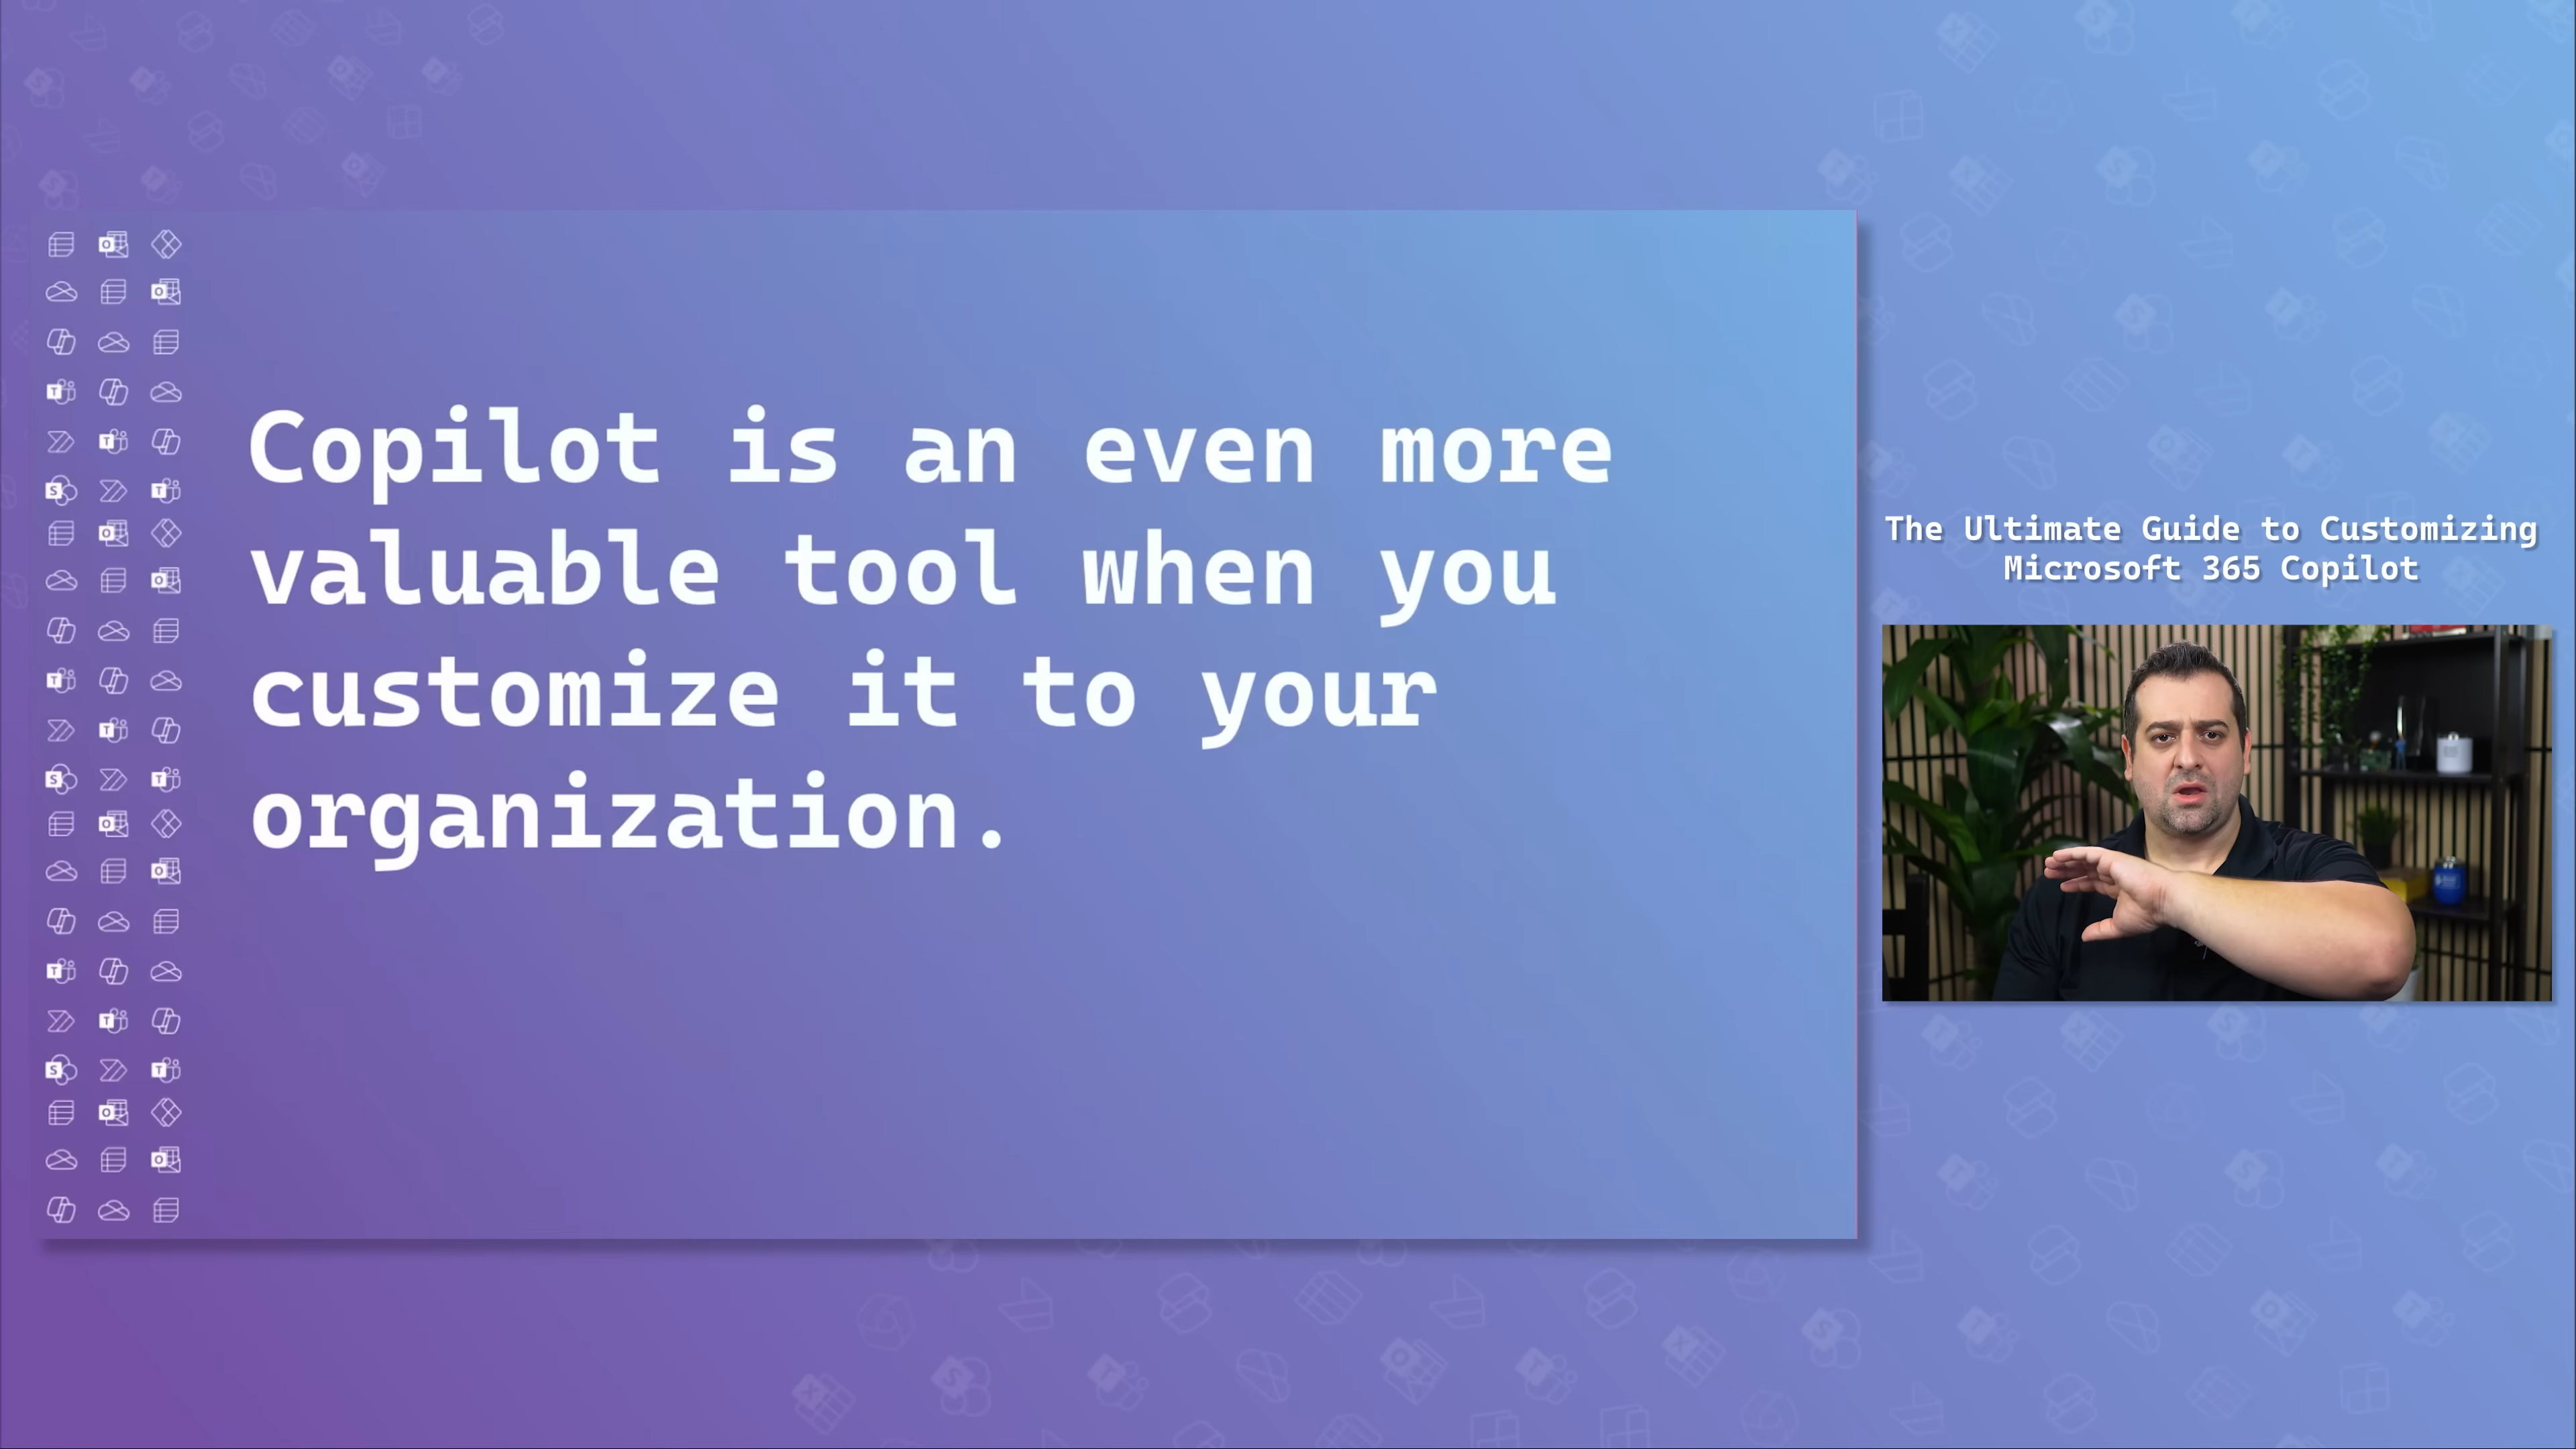 Copilot is an even more
valuable tool when you
customize it to your
organization.
The Ultimate Guide to Customizing
Microsoft 365 Copilot